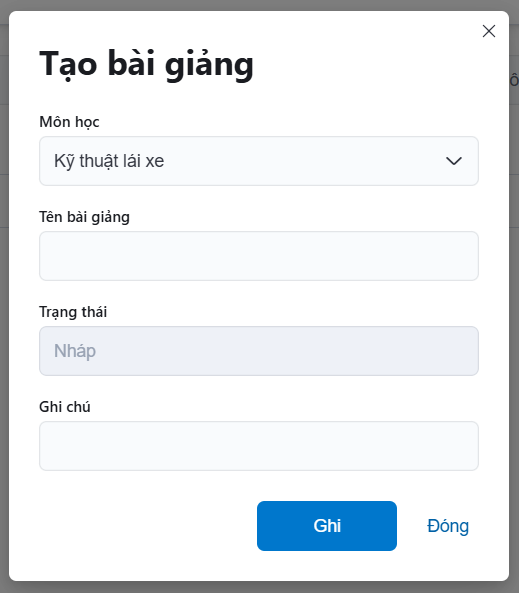 Tạo bài giảng
Môn học
Kỹ thuật lái xe
Tên bài giảng
Trạng thái
Nháp
Ghi chú
Ghi
Đóng